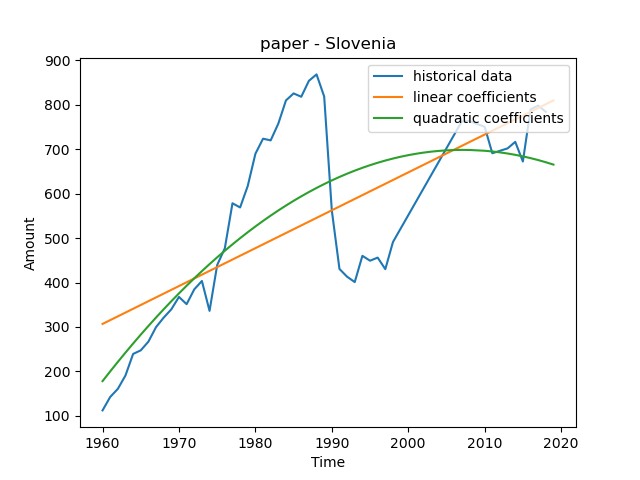 paper - Slovenia
historical data
linear coefficients
quadratic coefficients
900
800
700
600
500
400
300
200
100
Amount
1960 1970 1980 1990 2000 2010 2020
Time